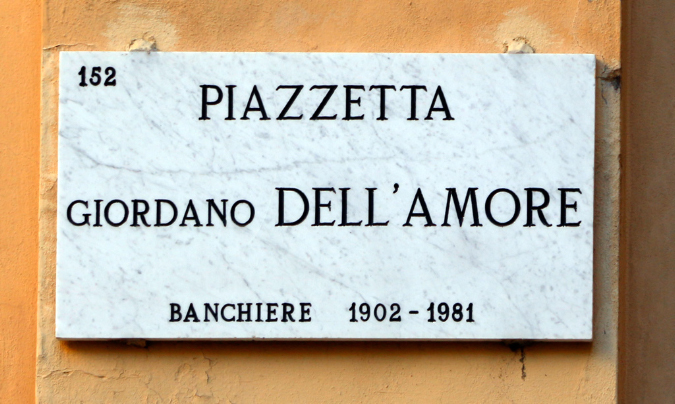 152
PIAZZETTA
GIORDANO DELL'AMORE
BANCHIERE 1902-1981